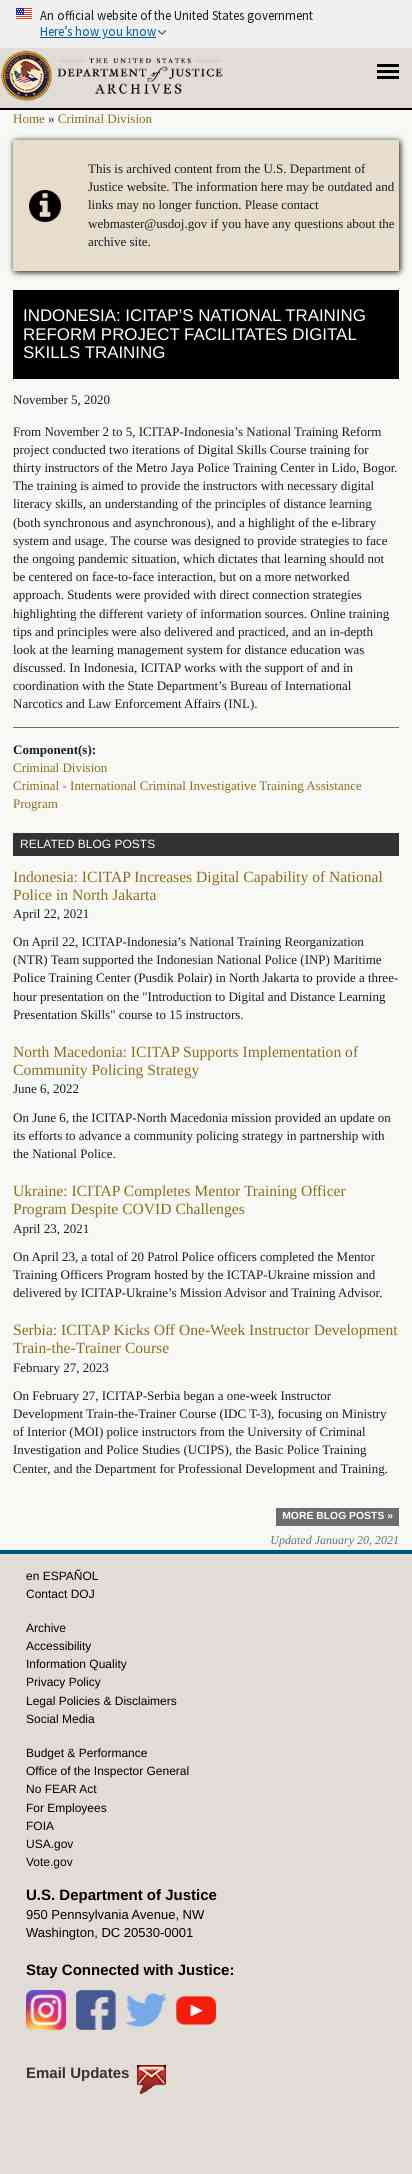 An official website of the United States government
Here's how you know
THE UNITED STATES
DEPARTMENT of JUSTICE
ARCHIVES
Home » Criminal Division
This is archived content from the U.S. Department of
Justice website. The information here may be outdated and
links may no longer function. Please contact
webmaster@usdoj.gov if you have any questions about the
archive site.
INDONESIA: ICITAP'S NATIONAL TRAINING
REFORM PROJECT FACILITATES DIGITAL
SKILLS TRAINING
November 5, 2020
From November 2 to 5, ICITAP-Indonesia's National Training Reform
project conducted two iterations of Digital Skills Course training for
thirty instructors of the Metro Jaya Police Training Center in Lido, Bogor.
The training is aimed to provide the instructors with necessary digital
literacy skills, an understanding of the principles of distance learning
(both synchronous and asynchronous), and a highlight of the e-library
system and usage. The course was designed to provide strategies to face
the ongoing pandemic situation, which dictates that learning should not
be centered on face-to-face interaction, but on a more networked
approach. Students were provided with direct connection strategies
highlighting the different variety of information sources. Online training
tips and principles were also delivered and practiced, and an in-depth
look at the learning management system for distance education was
discussed. In Indonesia, ICITAP works with the support of and in
coordination with the State Department's Bureau of International
Narcotics and Law Enforcement Affairs (INL).
Component(s):
Criminal Division
Criminal - International Criminal Investigative Training Assistance
Program
RELATED BLOG POSTS
Indonesia: ICITAP Increases Digital Capability of National
Police in North Jakarta
April 22, 2021
On April 22, ICITAP-Indonesia's National Training Reorganization
(NTR) Team supported the Indonesian National Police (INP) Maritime
Police Training Center (Pusdik Polair) in North Jakarta to provide a three-
hour presentation on the "Introduction to Digital and Distance Learning
Presentation Skills" course to 15 instructors.
North Macedonia: ICITAP Supports Implementation of
Community Policing Strategy
June 6, 2022
On June 6, the ICITAP-North Macedonia mission provided an update on
its efforts to advance a community policing strategy in partnership with
the National Police.
Ukraine: ICITAP Completes Mentor Training Officer
Program Despite COVID Challenges
April 23, 2021
On April 23, a total of 20 Patrol Police officers completed the Mentor
Training Officers Program hosted by the ICTAP-Ukraine mission and
delivered by ICITAP-Ukraine's Mission Advisor and Training Advisor.
Serbia: ICITAP Kicks Off One-Week Instructor Development
Train-the-Trainer Course
February 27, 2023
On February 27, ICITAP-Serbia began a one-week Instructor
Development Train-the-Trainer Course (IDC T-3), focusing on Ministry
of Interior (MOI) police instructors from the University of Criminal
Investigation and Police Studies (UCIPS), the Basic Police Training
Center, and the Department for Professional Development and Training.
MORE BLOG POSTS »
Updated January 20, 2021
en ESPAÑOL
Contact DOJ
Archive
Accessibility
Information Quality
Privacy Policy
Legal Policies & Disclaimers
Social Media
Budget & Performance
Office of the Inspector General
No FEAR Act
For Employees
FOIA
USA.gov
Vote.gov
U.S. Department of Justice
950 Pennsylvania Avenue, NW
Washington, DC 20530-0001
Stay Connected with Justice:
Email Updates